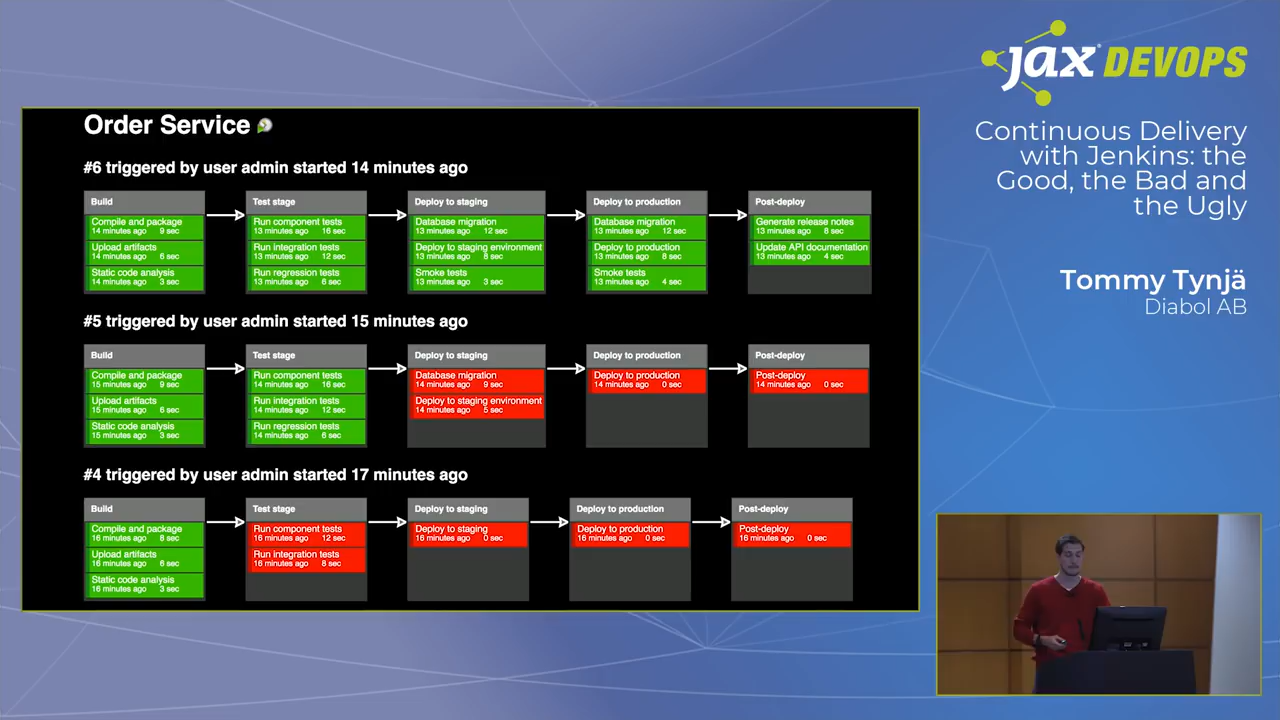 jax DEVOPS
Continuous Delivery
with Jenkins: the
Good, the Bad and
the Ugly
Tommy Tynjä
Diabol AB
Order Service
#6 triggered by user admin started 14 minutes ago
Build
Compile and package
14 minutes ago 9 sec
Upload artifacts
14 minutes ago 6 sec
Static code analysis
14 minutes ago 3 sec
Test stage
Run component tests
13 minutes ago 16 sec
Run integration tests
13 minutes ago 12 sec
Run regression tests
13 minutes ago 6 sec
Deploy to staging
Database migration
13 minutes ago 12 sec
Deploy to staging environment
13 minutes ago 8 sec
Smoke tests
13 minutes ago 3 sec
Deploy to production
Database migration
13 minutes ago 12 sec
Deploy to production
13 minutes ago 8 sec
Smoke tests
13 minutes ago 4 sec
Post-deploy
Generate release notes
13 minutes ago 8 sec
Update API documentation
13 minutes ago 4 sec
#5 triggered by user admin started 15 minutes ago
Build
Compile and package
15 minutes ago 9 sec
Upload artifacts
15 minutes ago 6 sec
Static code analysis
15 minutes ago 3 sec
Test stage
Run component tests
14 minutes ago 16 sec
Run integration tests
14 minutes ago 12 sec
Run regression tests
14 minutes ago 6 sec
Deploy to staging
Database migration
14 minutes ago 9 sec
Deploy to staging environment
14 minutes ago 5 sec
Deploy to production
Deploy to production
14 minutes ago 0 sec
Post-deploy
Post-deploy
14 minutes ago 0 sec
#4 triggered by user admin started 17 minutes ago
Build
Compile and package
16 minutes ago 8 sec
Upload artifacts
16 minutes ago 6 sec
Static code analysis
16 minutes ago 3 sec
Test stage
Run component tests
16 minutes ago 12 sec
Run integration tests
16 minutes ago 8 sec
Deploy to staging
Deploy to staging
16 minutes ago 0 sec
Deploy to production
Deploy to production
16 minutes ago 0 sec
Post-deploy
Post-deploy
16 minutes ago 0 sec